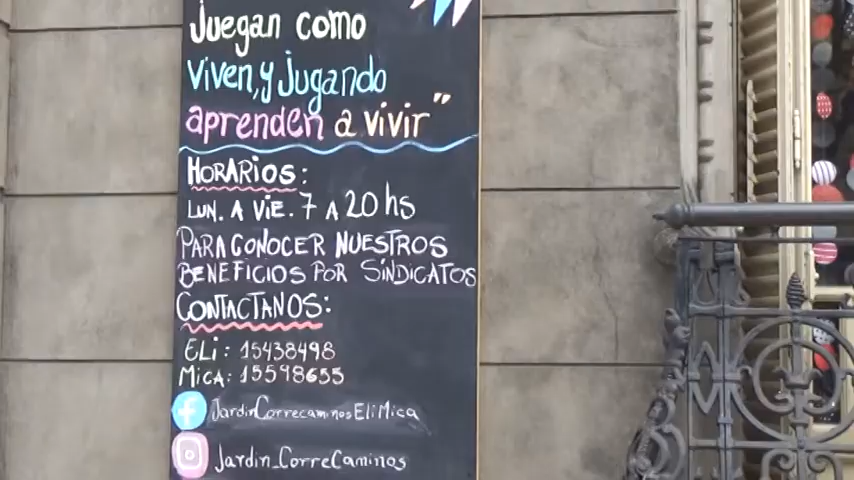 juegan como
viven, y jugando
aprenden a vivir"
HORARIOS:
LUN. A VIE. 7 A 20 hs
PARA CONOCER NUESTROS
BENEFICIOS POR SINDICATOS
CONTACTANOS:
ELI: 15438498
MICA: 15598655
JardinCorrecaminosEliMica
Jardin_CorreCaminos